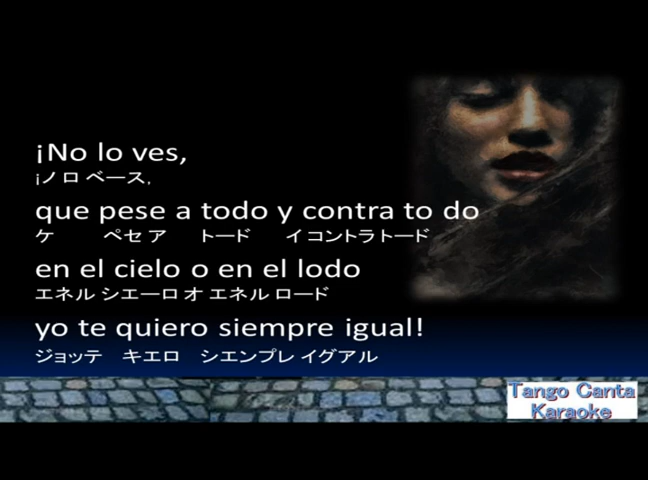 ¡No lo ves,
¡ノ ロ ベース,
que pese a todo y contra to do
ケ ペセ ア トード イ コントラ トード
en el cielo o en el lodo
エネル シエーロ オ エネル ロード
yo te quiero siempre igual!
ジョッテ キエロ シエンプレ イグアル
Tango Canta
Karaoke